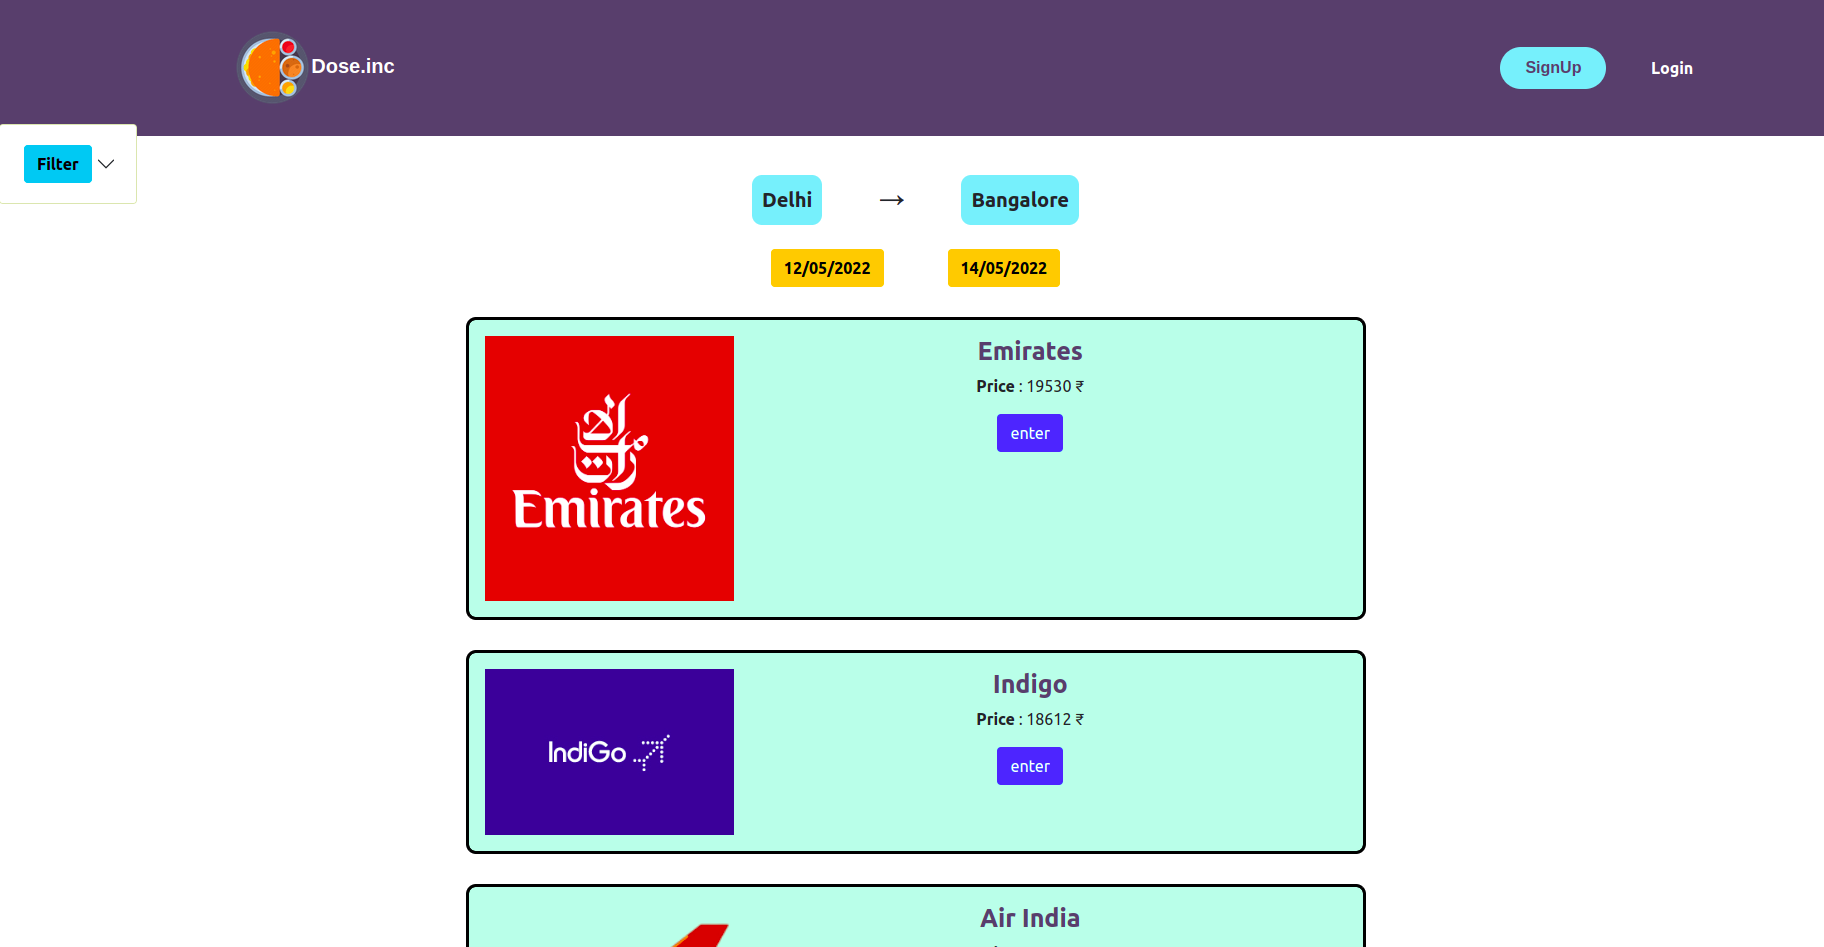 Dose.inc
SignUp
Login
Filter
Delhi → Bangalore
12/05/2022 14/05/2022
Emirates
Price : 19530 ₹
enter
Emirates
Indigo
Price : 18612 ₹
enter
IndiGo
Air India